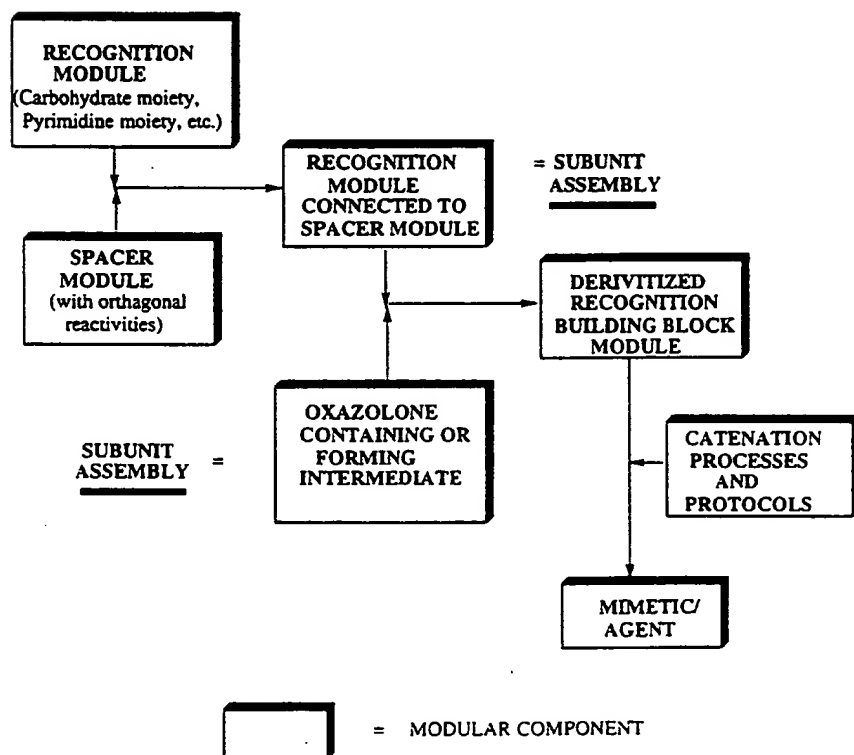 RECOGNITION
MODULE
(Carbohydrate moiety,
Pyrimidine moiety, etc.)
RECOGNITION
MODULE
CONNECTED TO
SPACER MODULE
= SUBUNIT
ASSEMBLY
SPACER
MODULE
(with orthagonal
reactivities)
DERIVITIZED
RECOGNITION
BUILDING BLOCK
MODULE
SUBUNIT
ASSEMBLY =
OXAZOLONE
CONTAINING OR
FORMING
INTERMEDIATE
CATENATION
PROCESSES
AND
PROTOCOLS
MIMETIC/
AGENT
= MODULAR COMPONENT